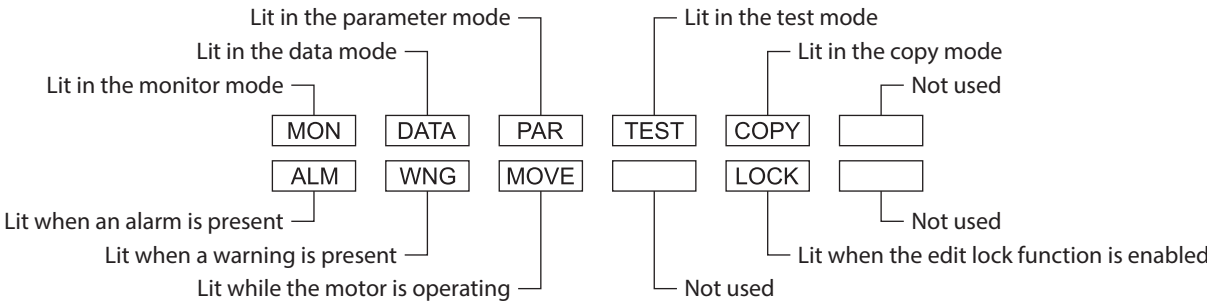 Lit in the parameter mode
Lit in the test mode
Lit in the data mode
Lit in the copy mode
Lit in the monitor mode
Not used
MON DATA PAR TEST COPY
ALM WNG MOVE LOCK
Lit when an alarm is present
Not used
Lit when a warning is present
Lit when the edit lock function is enabled
Lit while the motor is operating
Not used